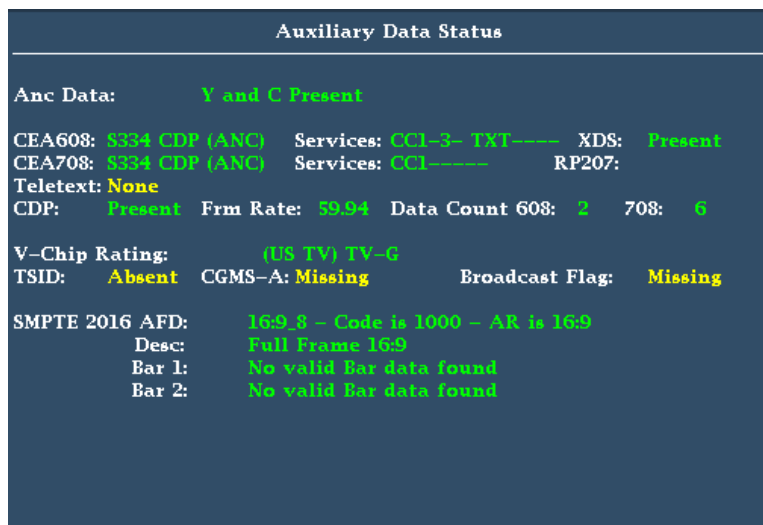 Auxiliary Data Status
Anc Data: Y and C Present
CEA608: S334 CDP (ANC) Services: CC1-3- TXT---- XDS: Present
CEA708: S334 CDP (ANC) Services: CC1----- RP207:
Teletext: None
CDP: Present Frm Rate: 59.94 Data Count 608: 2 708: 6
V-Chip Rating: (US TV) TV-G
TSID: Absent CGMS-A: Missing Broadcast Flag: Missing
SMPTE 2016 AFD: 16:9_8 - Code is 1000 - AR is 16:9
Desc: Full Frame 16:9
Bar 1: No valid Bar data found
Bar 2: No valid Bar data found